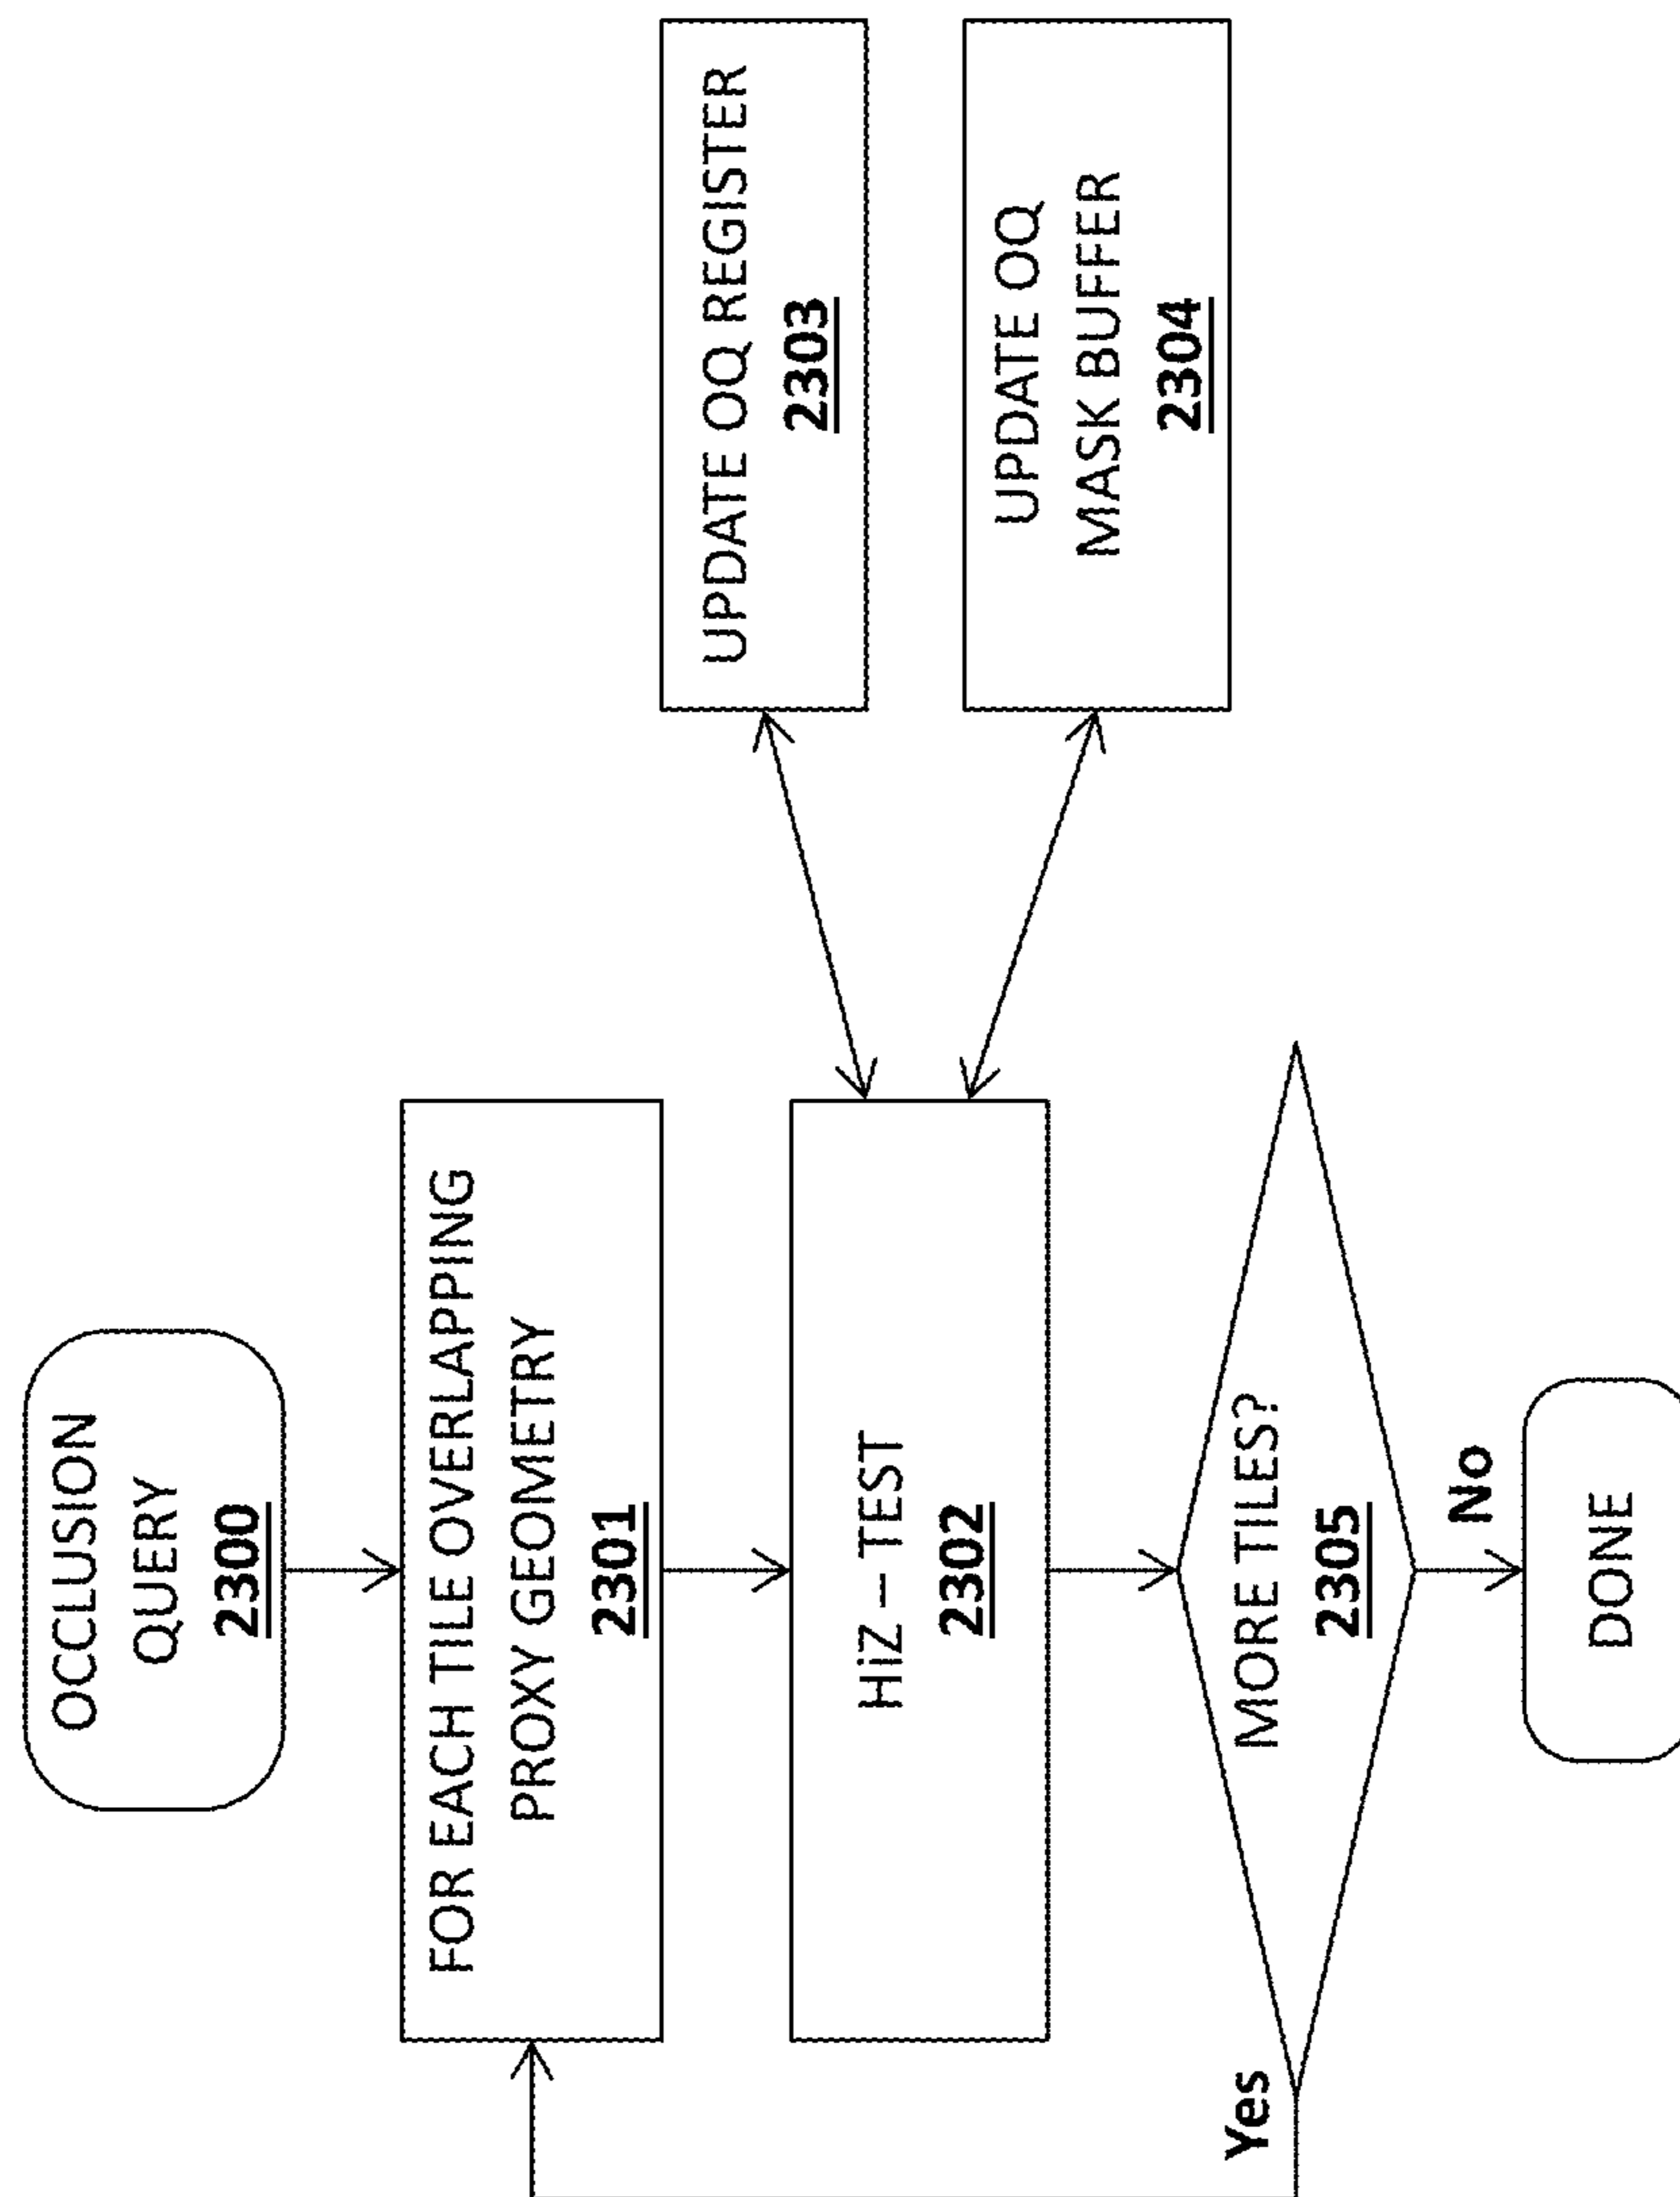 OCCLUSION
QUERY
2300
FOR EACH TILE OVERLAPPING
PROXY GEOMETRY
2301
HiZ – TEST
2302
UPDATE OQ REGISTER
2303
UPDATE OQ
MASK BUFFER
2304
MORE TILES?
2305
Yes
No
DONE